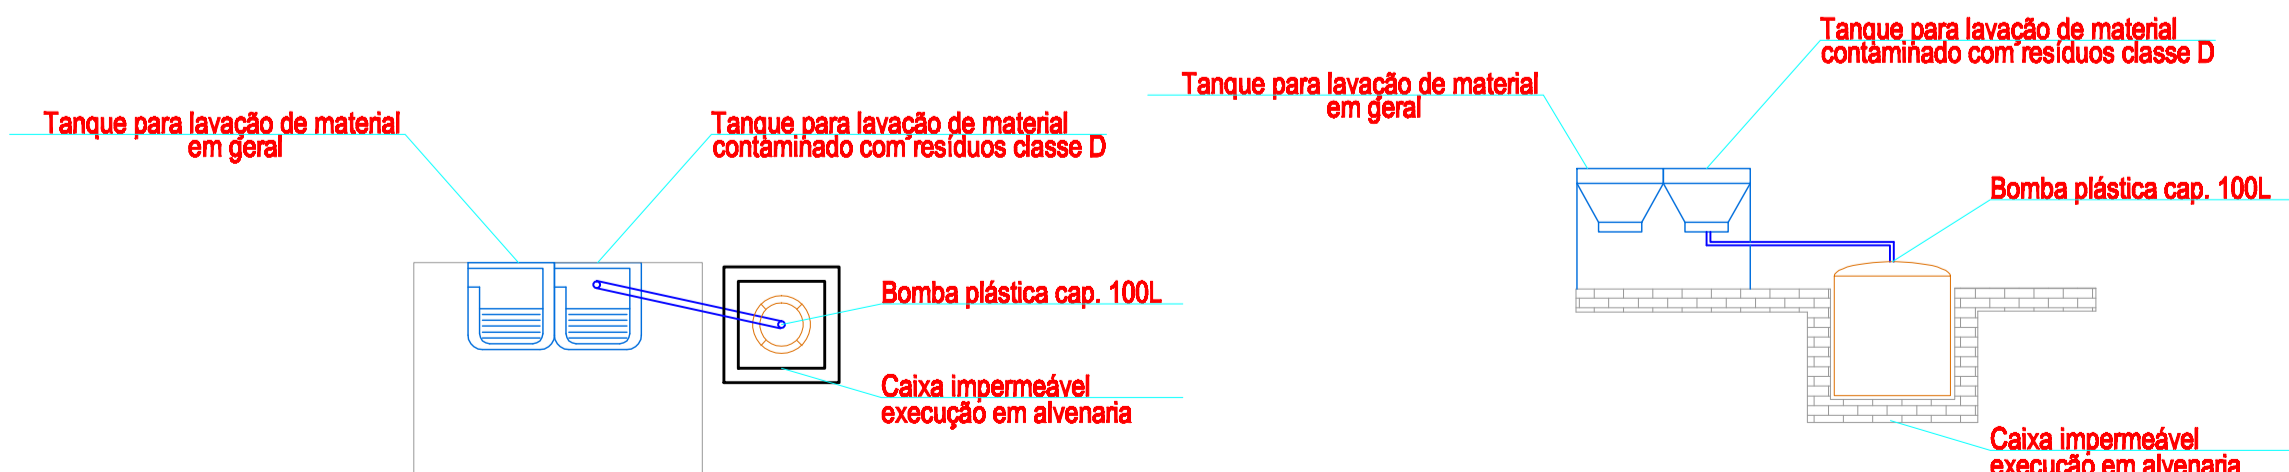 Tanque para lavação de material
em geral
Tanque para lavação de material
contaminado com resíduos classe D
Bomba plástica cap. 100L
Caixa impermeável
execução em alvenaria
Tanque para lavação de material
em geral
Tanque para lavação de material
contaminado com resíduos classe D
Bomba plástica cap. 100L
Caixa impermeável
execução em alvenaria